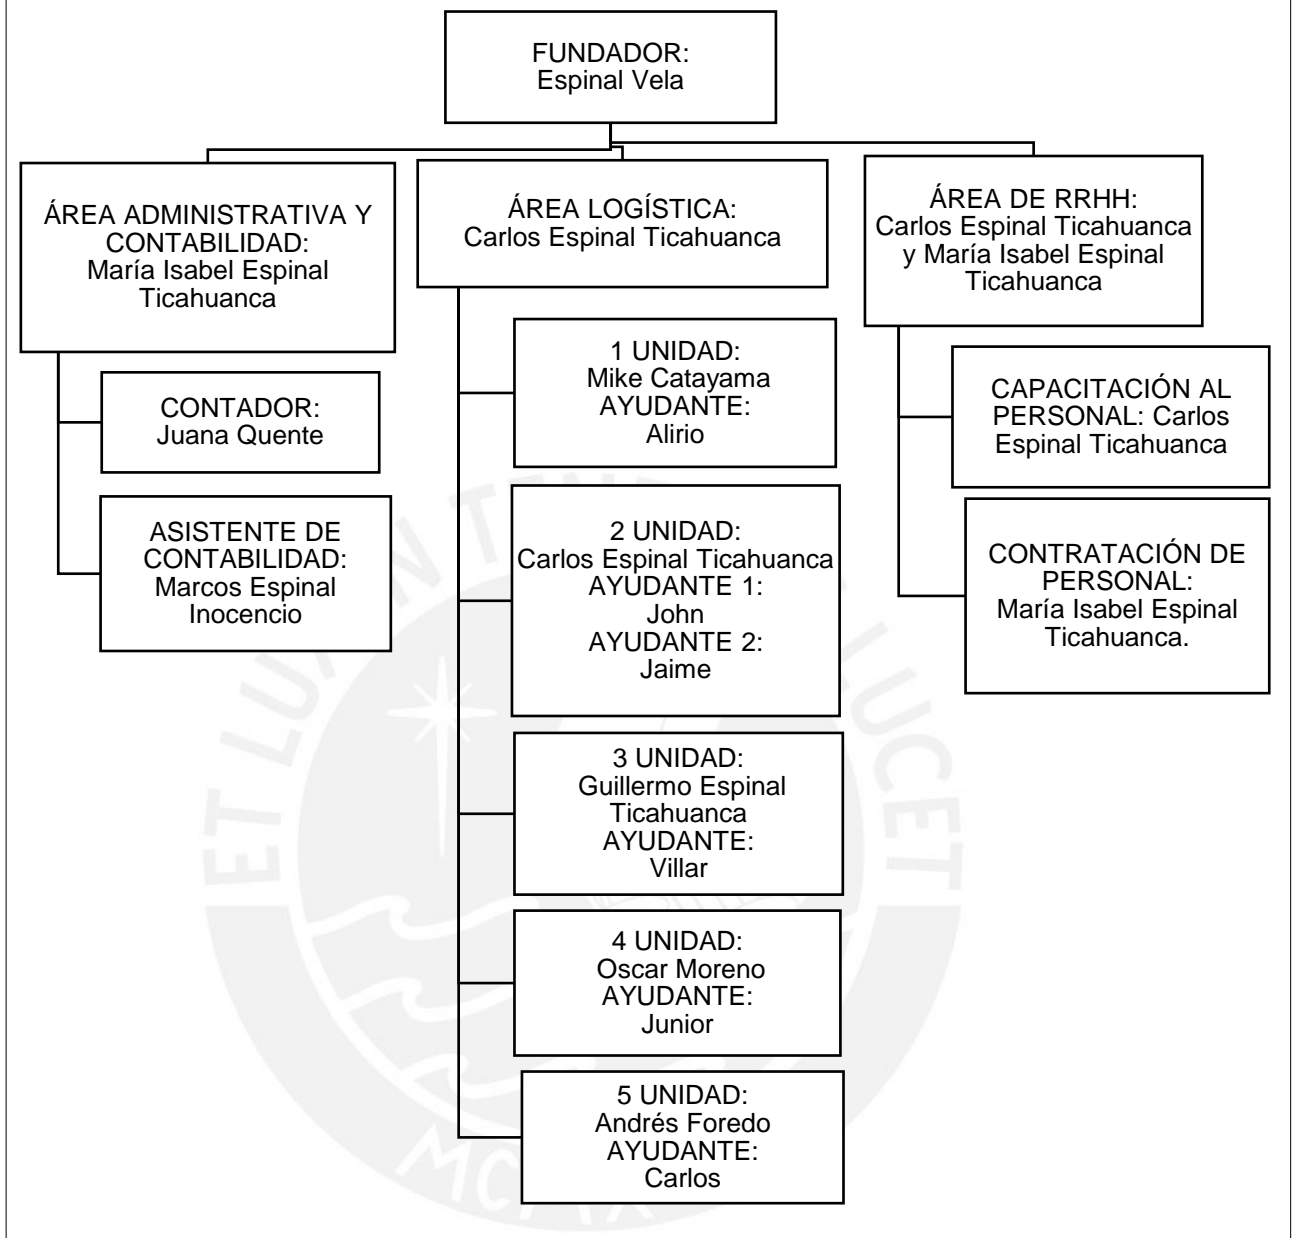 FUNDADOR:
Espinal Vela
ÁREA ADMINISTRATIVA Y
CONTABILIDAD:
María Isabel Espinal
Ticahuanca
CONTADOR:
Juana Quente
ASISTENTE DE
CONTABILIDAD:
Marcos Espinal
Inocencio
ÁREA LOGÍSTICA:
Carlos Espinal Ticahuanca
1 UNIDAD:
Mike Catayama
AYUDANTE:
Alirio
2 UNIDAD:
Carlos Espinal Ticahuanca
AYUDANTE 1:
John
AYUDANTE 2:
Jaime
3 UNIDAD:
Guillermo Espinal
Ticahuanca
AYUDANTE:
Villar
4 UNIDAD:
Oscar Moreno
AYUDANTE:
Junior
5 UNIDAD:
Andrés Foredo
AYUDANTE:
Carlos
ÁREA DE RRHH:
Carlos Espinal Ticahuanca
y María Isabel Espinal
Ticahuanca
CAPACITACIÓN AL
PERSONAL: Carlos
Espinal Ticahuanca
CONTRATACIÓN DE
PERSONAL:
María Isabel Espinal
Ticahuanca.